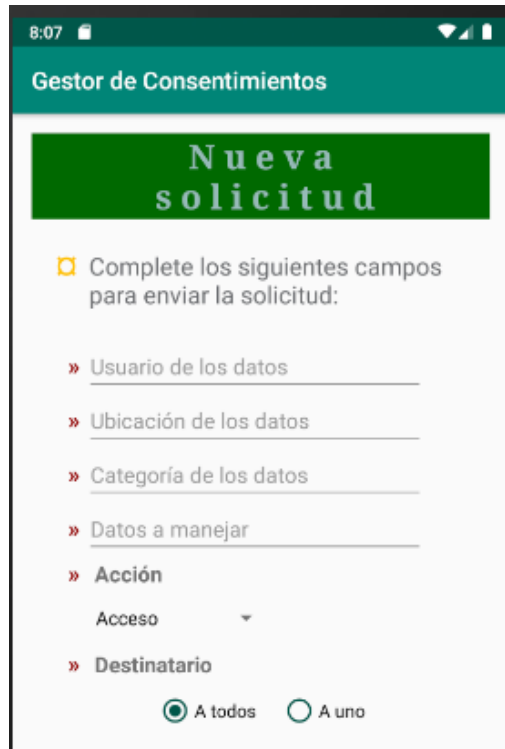 8:07
Gestor de Consentimientos
Nueva
solicitud
¤ Complete los siguientes campos
para enviar la solicitud:
» Usuario de los datos
» Ubicación de los datos
» Categoría de los datos
» Datos a manejar
» Acción
Acceso
» Destinatario
A todos A uno